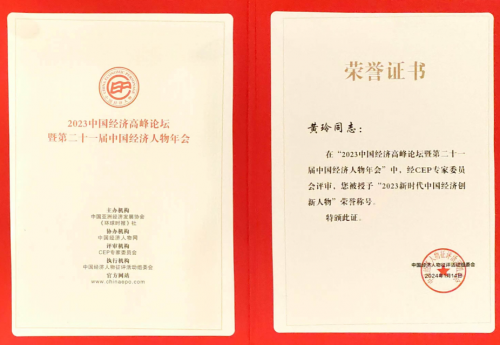 CEP
2023中国经济高峰论坛
暨第二十一届中国经济人物年会
主办机构
中国亚洲经济发展协会
《环球时报》社
协办机构
中国经济人物网
评审机构
CEP专家委员会
执行机构
中国经济人物评评活动组委会
官方网站
www.chinaepo.com
荣誉证书
黄玲同志：
在“2023中国经济高峰论坛暨第二十一
届中国经济人物年会”中，经CEP专家委员
会评审，您被授予“2023新时代中国经济创
新人物”荣誉称号。
特颁此证。
中国经济人物评评活动组委会
2024年1月14日